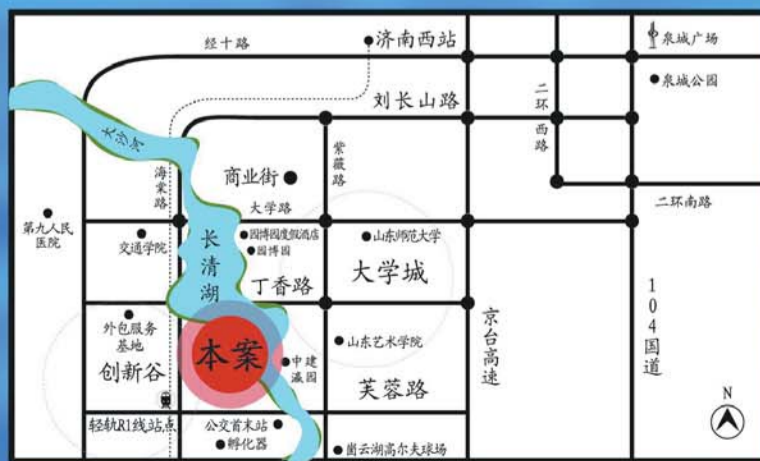 经十路
济南西站
泉城广场
泉城公园
刘长山路
二环西路
大沙河
海棠路
紫薇路
商业街
大学路
二环南路
第九人民
医院
交通学院
长清湖
园博园度假酒店
园博园
山东师范大学
大学城
丁香路
104国道
京台高速
外包服务
基地
创新谷
本案
中建
瀛园
山东艺术学院
芙蓉路
N
轻轨R1线站点
公交首末站
孵化器
崮云湖高尔夫球场